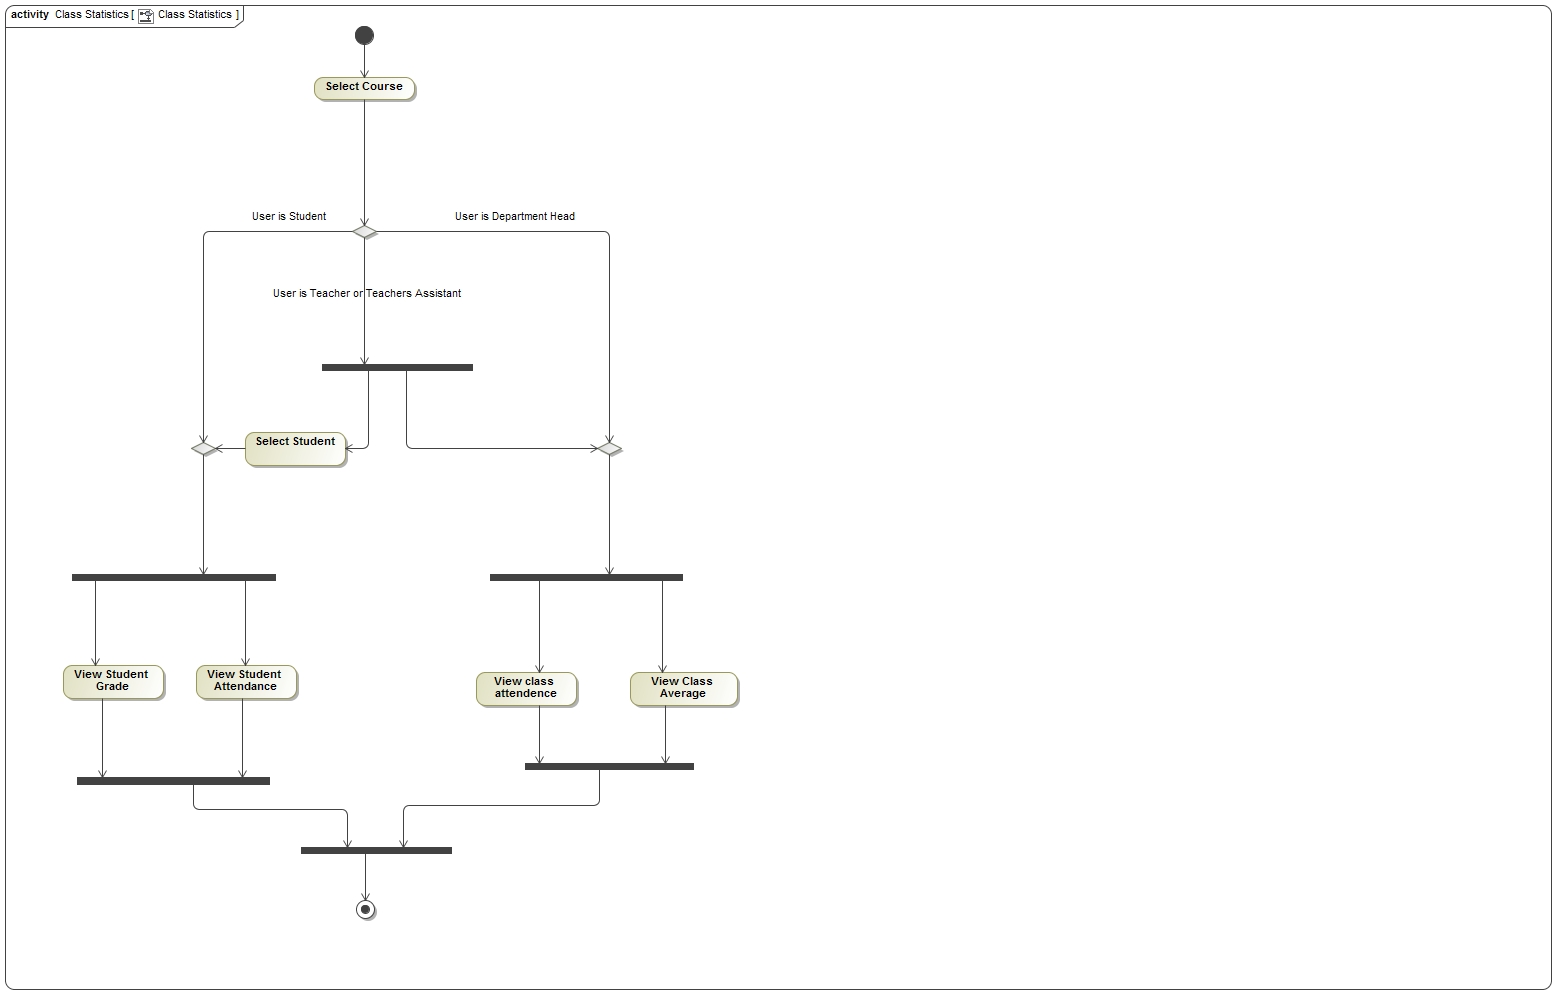 activity Class Statistics [ Class Statistics ]
Select Course
User is Student
User is Department Head
User is Teacher or Teachers Assistant
Select Student
View Student
Grade
View Student
Attendance
View class
attendence
View Class
Average